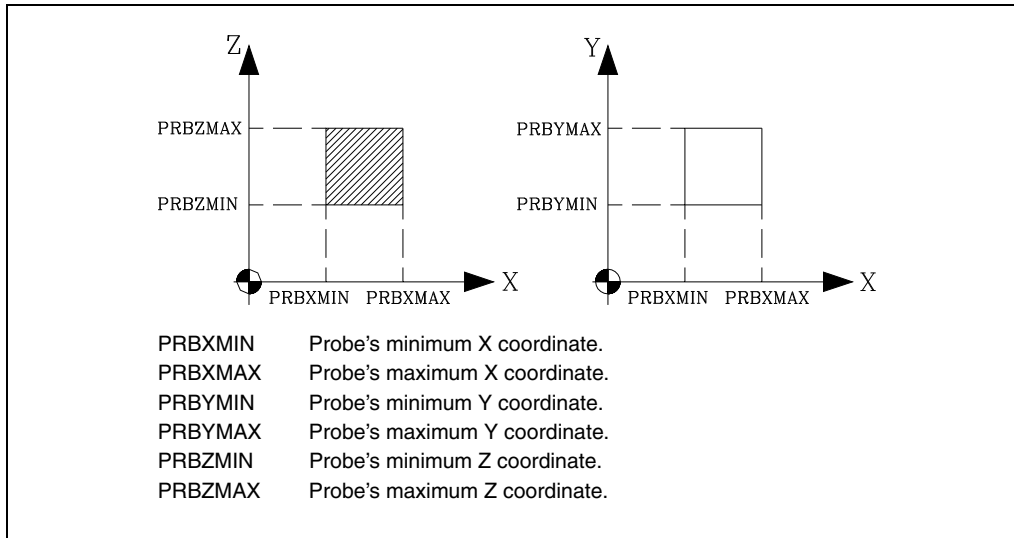 Z
Y
PRBZMAX
PRBYMAX
PRBZMIN
PRBYMIN
X
X
PRBXMIN PRBXMAX
PRBXMIN PRBXMAX
PRBXMIN Probe's minimum X coordinate.
PRBXMAX Probe's maximum X coordinate.
PRBYMIN Probe's minimum Y coordinate.
PRBYMAX Probe's maximum Y coordinate.
PRBZMIN Probe's minimum Z coordinate.
PRBZMAX Probe's maximum Z coordinate.